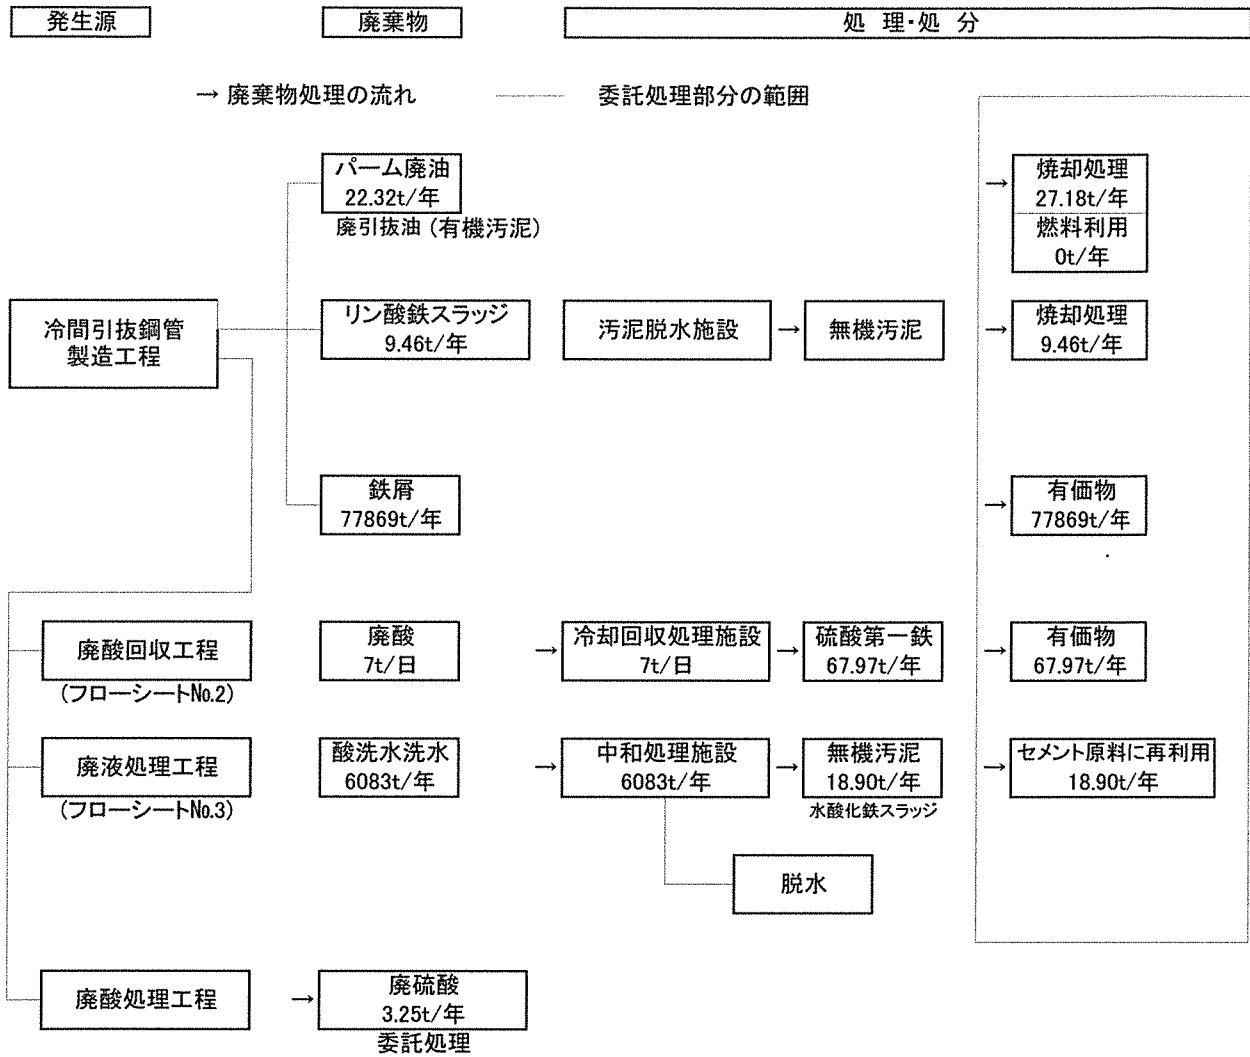 発生源
廃棄物
処 理・処 分
→ 廃棄物処理の流れ
委託処理部分の範囲
パーム廃油
22.32t/年
廃引抜油（有機汚泥）
→
焼却処理
27.18t/年
燃料利用
0t/年
冷間引抜鋼管
製造工程
リン酸鉄スラッジ
9.46t/年
汚泥脱水施設
→
無機汚泥
→
焼却処理
9.46t/年
鉄屑
77869t/年
→
有価物
77869t/年
廃酸回収工程
(フローシート№2)
廃酸
7t/日
→
冷却回収処理施設
7t/日
→
硫酸第一鉄
67.97t/年
→
有価物
67.97t/年
廃液処理工程
(フローシート№3)
酸洗水洗水
6083t/年
→
中和処理施設
6083t/年
→
無機汚泥
18.90t/年
水酸化鉄スラッジ
→
セメント原料に再利用
18.90t/年
脱水
廃酸処理工程
→
廃硫酸
3.25t/年
委託処理